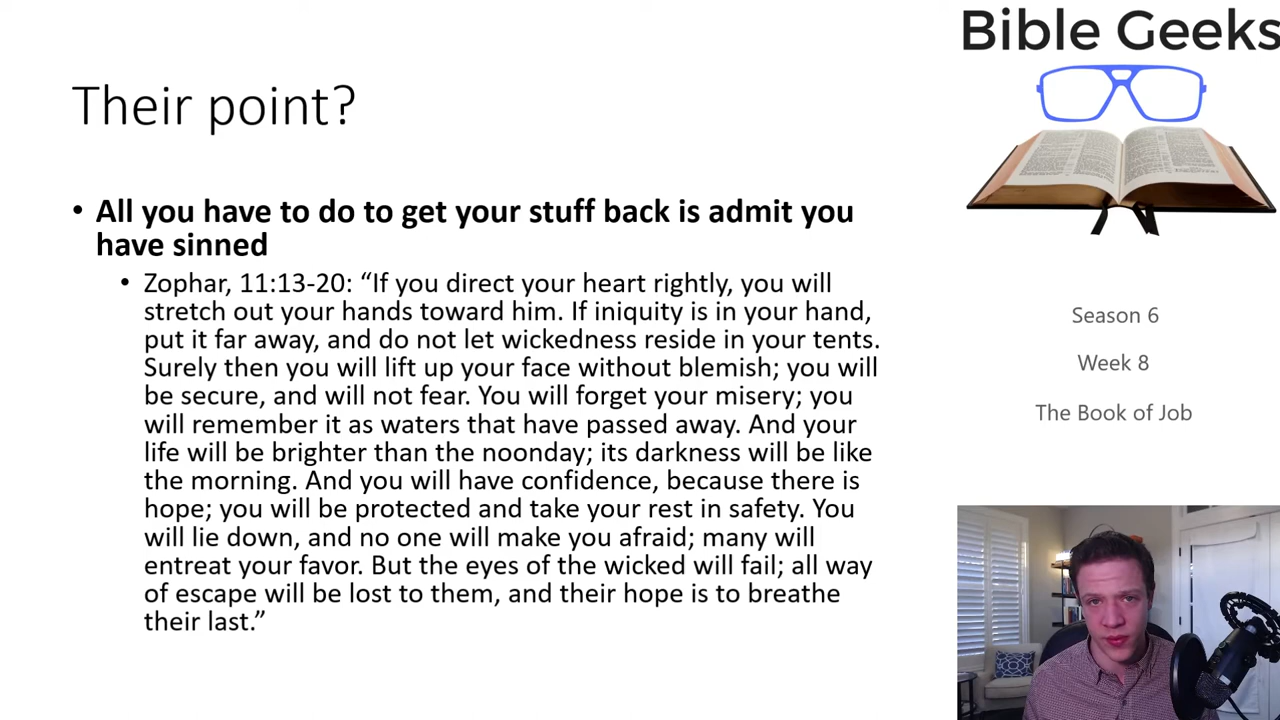 Their point?
• All you have to do to get your stuff back is admit you
have sinned
• Zophar, 11:13-20: “If you direct your heart rightly, you will
stretch out your hands toward him. If iniquity is in your hand,
put it far away, and do not let wickedness reside in your tents.
Surely then you will lift up your face without blemish; you will
be secure, and will not fear. You will forget your misery; you
will remember it as waters that have passed away. And your
life will be brighter than the noonday; its darkness will be like
the morning. And you will have confidence, because there is
hope; you will be protected and take your rest in safety. You
will lie down, and no one will make you afraid; many will
entreat your favor. But the eyes of the wicked will fail; all way
of escape will be lost to them, and their hope is to breathe
their last.”
Bible Geeks
Season 6
Week 8
The Book of Job